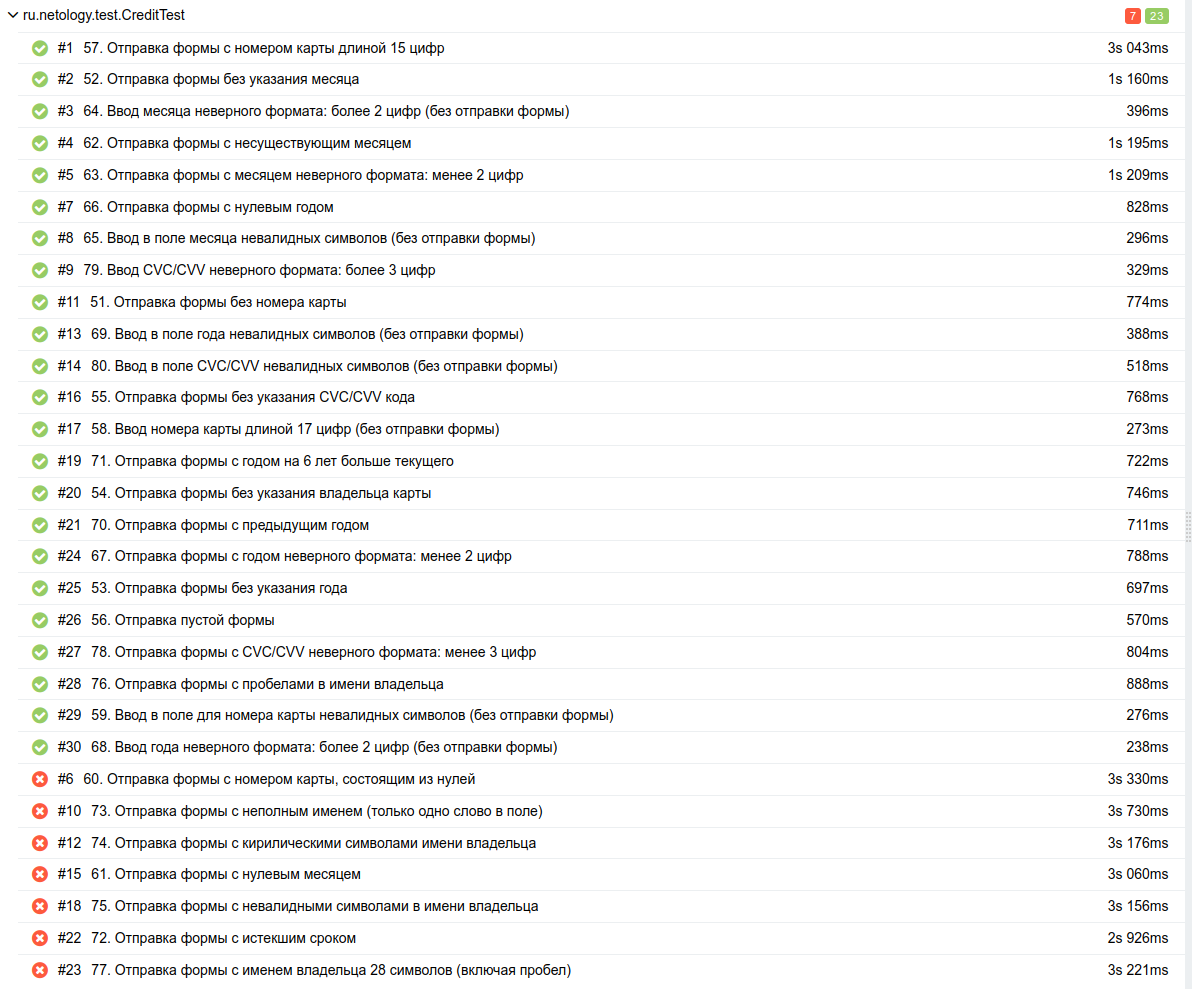 ru.netology.test.CreditTest 7 23
#1 57. Отправка формы с номером карты длиной 15 цифр 3s 043ms
#2 52. Отправка формы без указания месяца 1s 160ms
#3 64. Ввод месяца неверного формата: более 2 цифр (без отправки формы) 396ms
#4 62. Отправка формы с несуществующим месяцем 1s 195ms
#5 63. Отправка формы с месяцем неверного формата: менее 2 цифр 1s 209ms
#7 66. Отправка формы с нулевым годом 828ms
#8 65. Ввод в поле месяца невалидных символов (без отправки формы) 296ms
#9 79. Ввод CVC/CVV неверного формата: более 3 цифр 329ms
#11 51. Отправка формы без номера карты 774ms
#13 69. Ввод в поле года невалидных символов (без отправки формы) 388ms
#14 80. Ввод в поле CVC/CVV невалидных символов (без отправки формы) 518ms
#16 55. Отправка формы без указания CVC/CVV кода 768ms
#17 58. Ввод номера карты длиной 17 цифр (без отправки формы) 273ms
#19 71. Отправка формы с годом на 6 лет больше текущего 722ms
#20 54. Отправка формы без указания владельца карты 746ms
#21 70. Отправка формы с предыдущим годом 711ms
#24 67. Отправка формы с годом неверного формата: менее 2 цифр 788ms
#25 53. Отправка формы без указания года 697ms
#26 56. Отправка пустой формы 570ms
#27 78. Отправка формы с CVC/CVV неверного формата: менее 3 цифр 804ms
#28 76. Отправка формы с пробелами в имени владельца 888ms
#29 59. Ввод в поле для номера карты невалидных символов (без отправки формы) 276ms
#30 68. Ввод года неверного формата: более 2 цифр (без отправки формы) 238ms
#6 60. Отправка формы с номером карты, состоящим из нулей 3s 330ms
#10 73. Отправка формы с неполным именем (только одно слово в поле) 3s 730ms
#12 74. Отправка формы с кирилическими символами имени владельца 3s 176ms
#15 61. Отправка формы с нулевым месяцем 3s 060ms
#18 75. Отправка формы с невалидными символами в имени владельца 3s 156ms
#22 72. Отправка формы с истекшим сроком 2s 926ms
#23 77. Отправка формы с именем владельца 28 символов (включая пробел) 3s 221ms